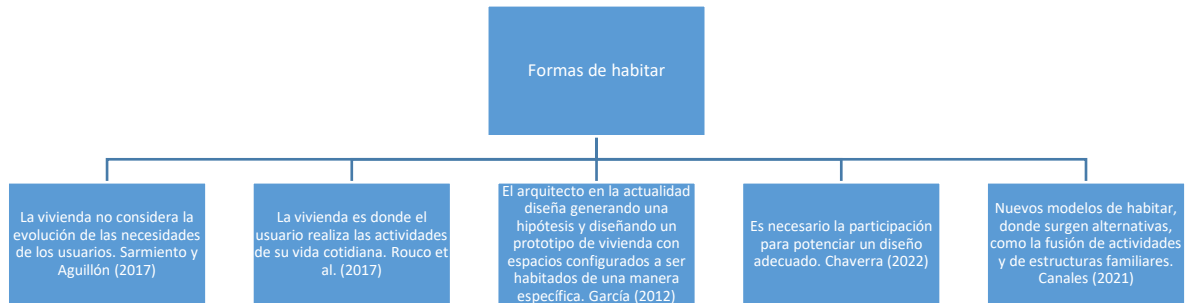 Formas de habitar
La vivienda no considera la
evolución de las necesidades
de los usuarios. Sarmiento y
Aguillón (2017)
La vivienda es donde el
usuario realiza las actividades
de su vida cotidiana. Rouco et
al. (2017)
El arquitecto en la actualidad
diseña generando una
hipótesis y diseñando un
prototipo de vivienda con
espacios configurados a ser
habitados de una manera
específica. García (2012)
Es necesario la participación
para potenciar un diseño
adecuado. Chaverra (2022)
Nuevos modelos de habitar,
donde surgen alternativas,
como la fusión de actividades
y de estructuras familiares.
Canales (2021)